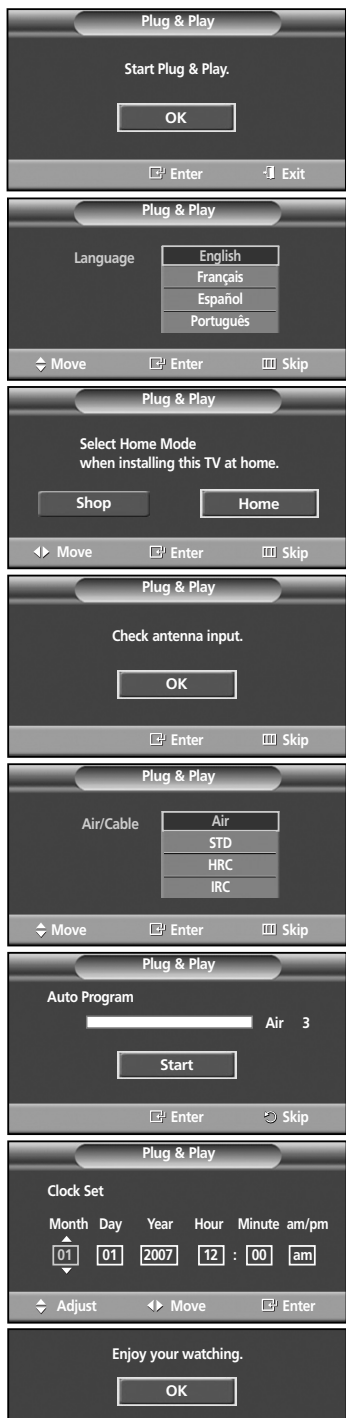 Plug & Play
Start Plug & Play.
OK
Enter Exit
Plug & Play
Language English
Français
Español
Português
Move Enter Skip
Plug & Play
Select Home Mode
when installing this TV at home.
Shop Home
Move Enter Skip
Plug & Play
Check antenna input.
OK
Enter Skip
Plug & Play
Air/Cable Air
STD
HRC
IRC
Move Enter Skip
Plug & Play
Auto Program
Air 3
Start
Enter Skip
Plug & Play
Clock Set
Month Day Year Hour Minute am/pm
01 01 2007 12 : 00 am
Adjust Move Enter
Enjoy your watching.
OK